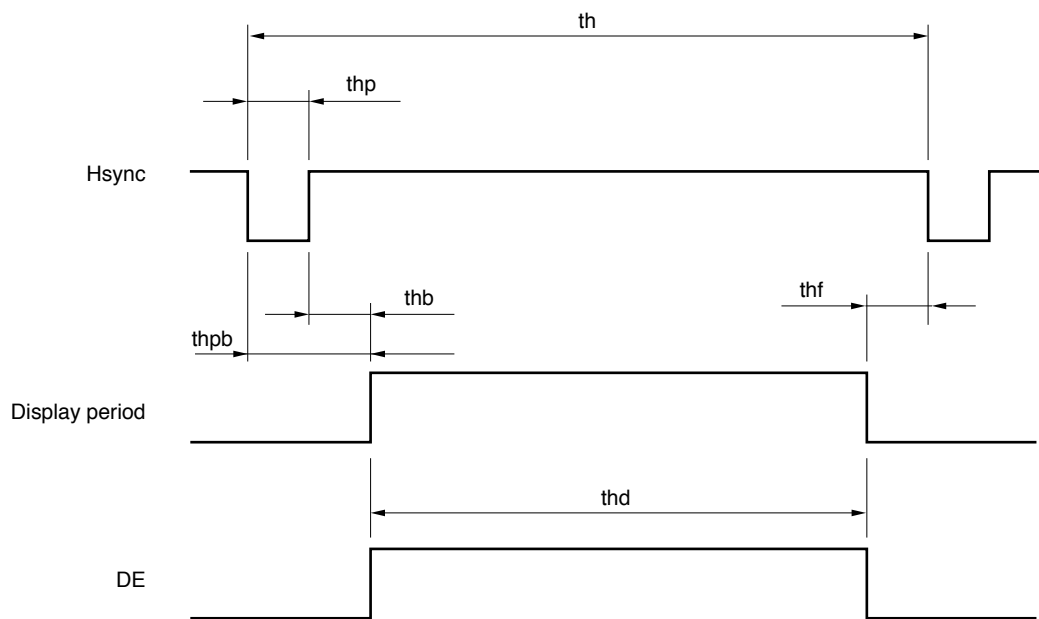 th
thp
Hsync
thb
thf
thpb
Display period
thd
DE